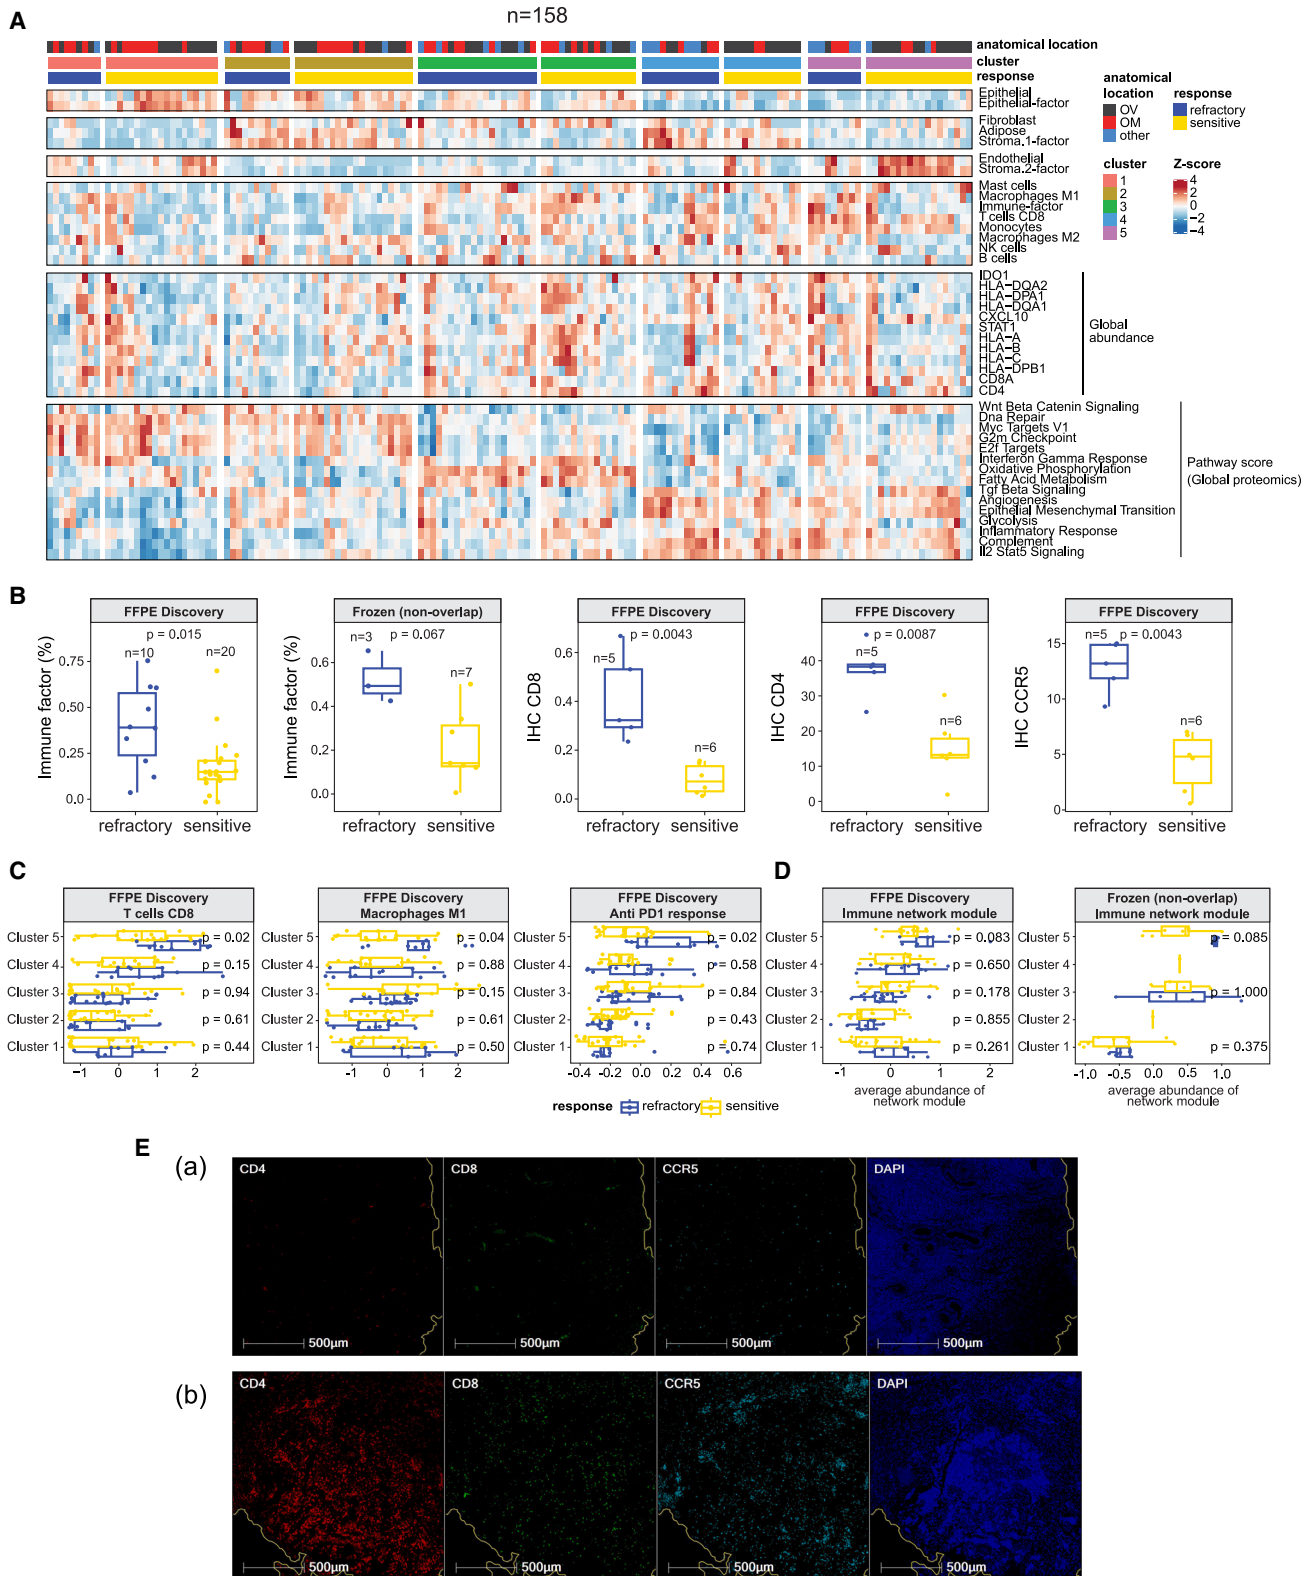 A
n=158
anatomical location
cluster
response
Epithelial
Epithelial-factor
Fibroblast
Adipose
Stroma.1-factor
Endothelial
Stroma.2-factor
Mast cells
Macrophages M1
Immune-factor
T cells CD8
Monocytes
Macrophages M2
NK cells
B cells
IDO1
HLA-DQA2
HLA-DPA1
HLA-DQA1
CXCL10
STAT1
HLA-A
HLA-B
HLA-C
HLA-DPB1
CD8A
CD4
Global
abundance
Wnt Beta Catenin Signaling
Dna Repair
Myc Targets V1
G2m Checkpoint
E2f Targets
Interferon Gamma Response
Oxidative Phosphorylation
Fatty Acid Metabolism
Tgf Beta Signaling
Angiogenesis
Epithelial Mesenchymal Transition
Glycolysis
Inflammatory Response
Complement
Il2 Stat5 Signaling
Pathway score
(Global proteomics)
anatomical
location
OV
OM
other
response
refractory
sensitive
cluster
1
2
3
4
5
Z-score
4
2
0
-2
-4
B
FFPE Discovery
p = 0.015
n=10
n=20
Immune factor (%)
0.75
0.50
0.25
0.0
refractory
sensitive
Frozen (non-overlap)
n=3
p = 0.067
n=7
Immune factor (%)
0.6
0.4
0.2
0.0
refractory
sensitive
FFPE Discovery
p = 0.0043
n=5
n=6
IHC CD8
0.6
0.4
0.2
0.0
refractory
sensitive
FFPE Discovery
p = 0.0087
n=5
n=6
IHC CD4
40
30
20
10
0
refractory
sensitive
FFPE Discovery
n=5
p = 0.0043
n=6
IHC CCR5
15
10
5
0
refractory
sensitive
C
FFPE Discovery
T cells CD8
Cluster 5
p = 0.02
Cluster 4
p = 0.15
Cluster 3
p = 0.94
Cluster 2
p = 0.61
Cluster 1
p = 0.44
-1 0 1 2
FFPE Discovery
Macrophages M1
Cluster 5
p = 0.04
Cluster 4
p = 0.88
Cluster 3
p = 0.15
Cluster 2
p = 0.61
Cluster 1
p = 0.50
-1 0 1 2
FFPE Discovery
Anti PD1 response
Cluster 5
p = 0.02
Cluster 4
p = 0.58
Cluster 3
p = 0.84
Cluster 2
p = 0.43
Cluster 1
p = 0.74
-0.4 -0.2 0.0 0.2 0.4 0.6
response refractory sensitive
D
FFPE Discovery
Immune network module
Cluster 5
p = 0.083
Cluster 4
p = 0.650
Cluster 3
p = 0.178
Cluster 2
p = 0.855
Cluster 1
p = 0.261
-1 0 1 2
average abundance of
network module
Frozen (non-overlap)
Immune network module
Cluster 5
p = 0.085
Cluster 4
Cluster 3
p = 1.000
Cluster 2
Cluster 1
p = 0.375
-1.0 -0.5 0.0 0.5 1.0
average abundance of
network module
E
(a)
CD4
500μm
CD8
500μm
CCR5
500μm
DAPI
500μm
(b)
CD4
500μm
CD8
500μm
CCR5
500μm
DAPI
500μm